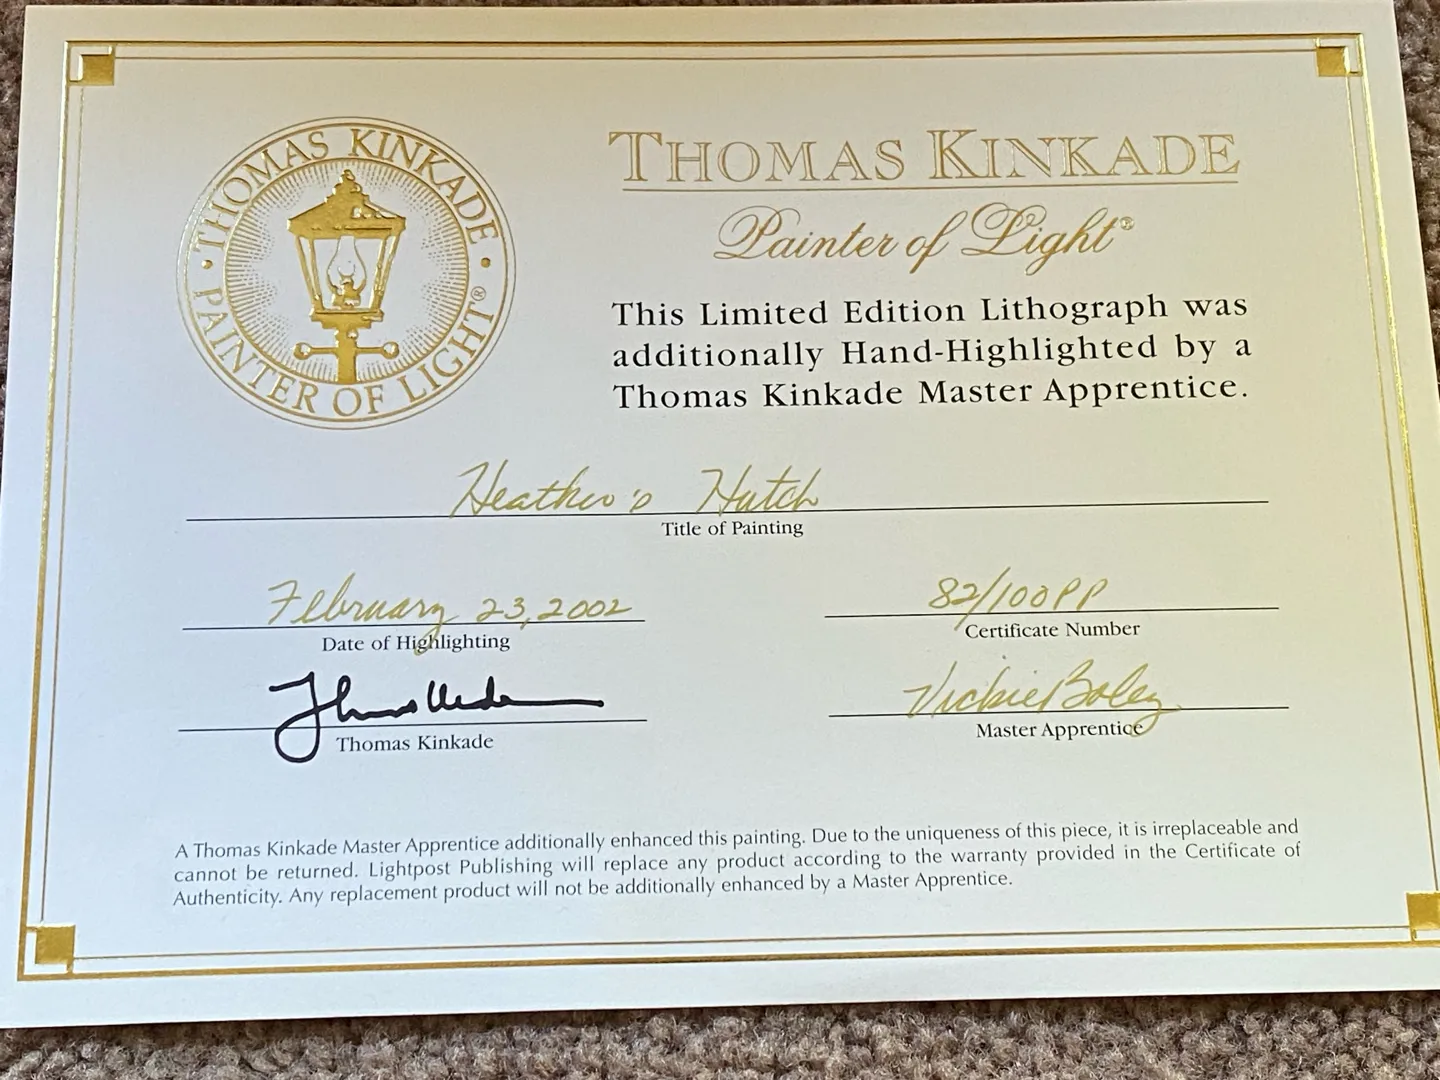 THOMAS KINKADE
PAINTER OF LIGHT®
THOMAS KINKADE
Painter of Light®
This Limited Edition Lithograph was
additionally Hand-Highlighted by a
Thomas Kinkade Master Apprentice.
Heather's Hutch
Title of Painting
February 23, 2002
Date of Highlighting
82/100PP
Certificate Number
Thomas Kinkade
Thomas Kinkade
Vickie Boley
Master Apprentice
A Thomas Kinkade Master Apprentice additionally enhanced this painting. Due to the uniqueness of this piece, it is irreplaceable and
cannot be returned. Lightpost Publishing will replace any product according to the warranty provided in the Certificate of
Authenticity. Any replacement product will not be additionally enhanced by a Master Apprentice.